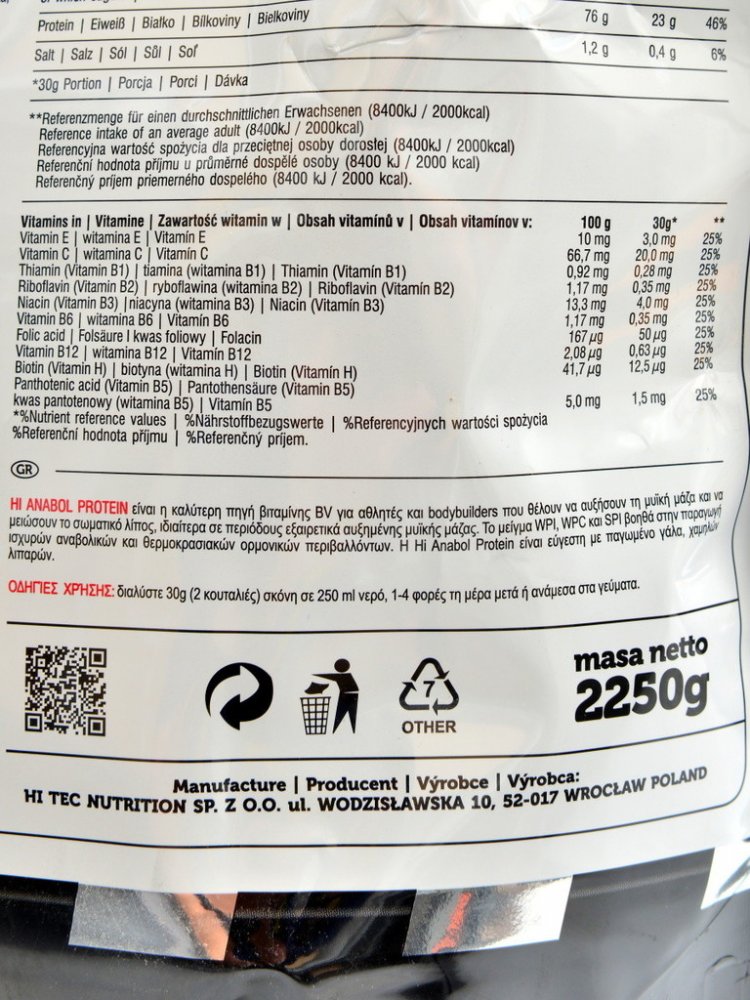 Protein | Eiweiß | Białko | Bílkoviny | Bielkoviny 76 g 23 g 46%
Salt | Salz | Sól | Sůl | Soľ 1,2 g 0,4 g 6%
*30g Portion | Porcja | Porcí | Dávka
**Referenzmenge für einen durchschnittlichen Erwachsenen (8400kJ / 2000kcal)
Reference intake of an average adult (8400kJ / 2000kcal)
Referencyjna wartość spożycia dla przeciętnej osoby dorosłej (8400kJ / 2000kcal)
Referenční hodnota příjmu u průměrné dospělé osoby (8400 kJ / 2000 kcal)
Referenčný príjem priemerného dospelého (8400 kJ / 2000 kcal).
Vitamins in | Vitamine | Zawartość witamin w | Obsah vitamínů v | Obsah vitamínov v: 100 g 30g* **
Vitamin E | witamina E | Vitamín E 10 mg 3,0 mg 25%
Vitamin C | witamina C | Vitamín C 66,7 mg 20,0 mg 25%
Thiamin (Vitamin B1) | tiamina (witamina B1) | Thiamin (Vitamín B1) 0,92 mg 0,28 mg 25%
Riboflavin (Vitamin B2) | ryboflawina (witamina B2) | Riboflavin (Vitamín B2) 1,17 mg 0,35 mg 25%
Niacin (Vitamin B3) | niacyna (witamina B3) | Niacin (Vitamín B3) 13,3 mg 4,0 mg 25%
Vitamin B6 | witamina B6 | Vitamín B6 1,17 mg 0,35 mg 25%
Folic acid | Folsäure I kwas foliowy | Folacin 167 µg 50 µg 25%
Vitamin B12 | witamina B12 | Vitamín B12 2,08 µg 0,63 µg 25%
Biotin (Vitamin H) | biotyna (witamina H) | Biotin (Vitamín H) 41,7 µg 12,5 µg 25%
Panthotenic acid (Vitamin B5) | Pantothensäure (Vitamin B5)
kwas pantotenowy (witamina B5) | Vitamín B5 5,0 mg 1,5 mg 25%
*%Nutrient reference values | %Nährstoffbezugswerte | %Referencyjnych wartości spożycia
%Referenční hodnota příjmu | %Referenčný príjem.
GR
HI ANABOL PROTEIN είναι η καλύτερη πηγή βιταμίνης BV για αθλητές και bodybuilders που θέλουν να αυξήσουν τη μυϊκή μάζα και να
μειώσουν το σωματικό λίπος, ιδιαίτερα σε περιόδους εξαιρετικά αυξημένης μυϊκής μάζας. Το μείγμα WPI, WPC και SPI βοηθά στην παραγωγή
ισχυρών αναβολικών και θερμοκρασιακών ορμονικών περιβαλλόντων. Η Hi Anabol Protein είναι εύγεστη με παγωμένο γάλα, χαμηλών
λιπαρών.
ΟΔΗΓΙΕΣ ΧΡΉΣΗΣ: διαλύστε 30g (2 κουταλιές) σκόνη σε 250 ml νερό, 1-4 φορές τη μέρα μετά ή ανάμεσα στα γεύματα.
7
OTHER
masa netto
2250g
Manufacture | Producent | Výrobce | Výrobca:
HI TEC NUTRITION SP. Z O.O. ul. WODZISŁAWSKA 10, 52-017 WROCŁAW POLAND